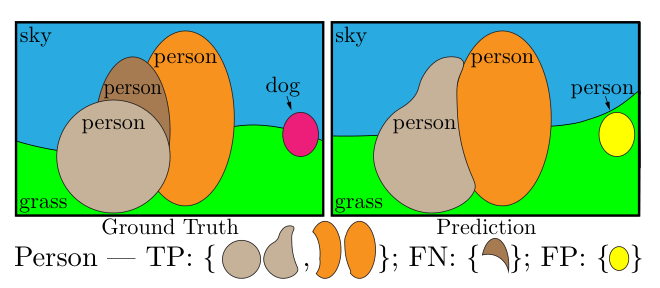 sky
person
person
person
dog
grass
sky
person
person
person
grass
Ground Truth
Prediction
Person — TP: { , }; FN: { }; FP: { }